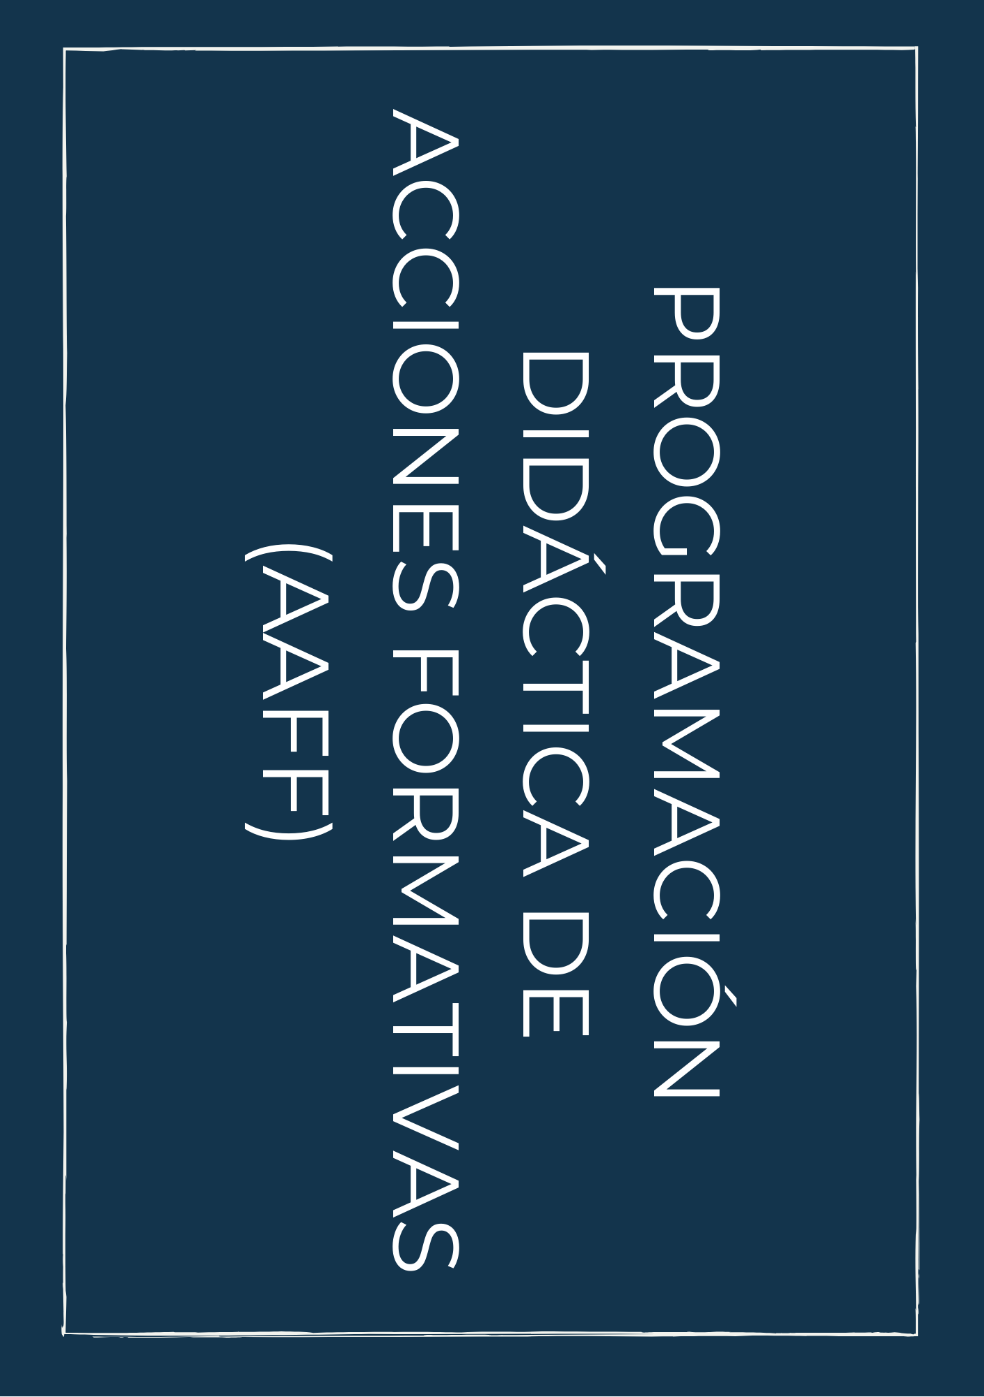 PROGRAMACIÓN
DIDÁCTICA DE
ACCIONES FORMATIVAS
(AAFF)